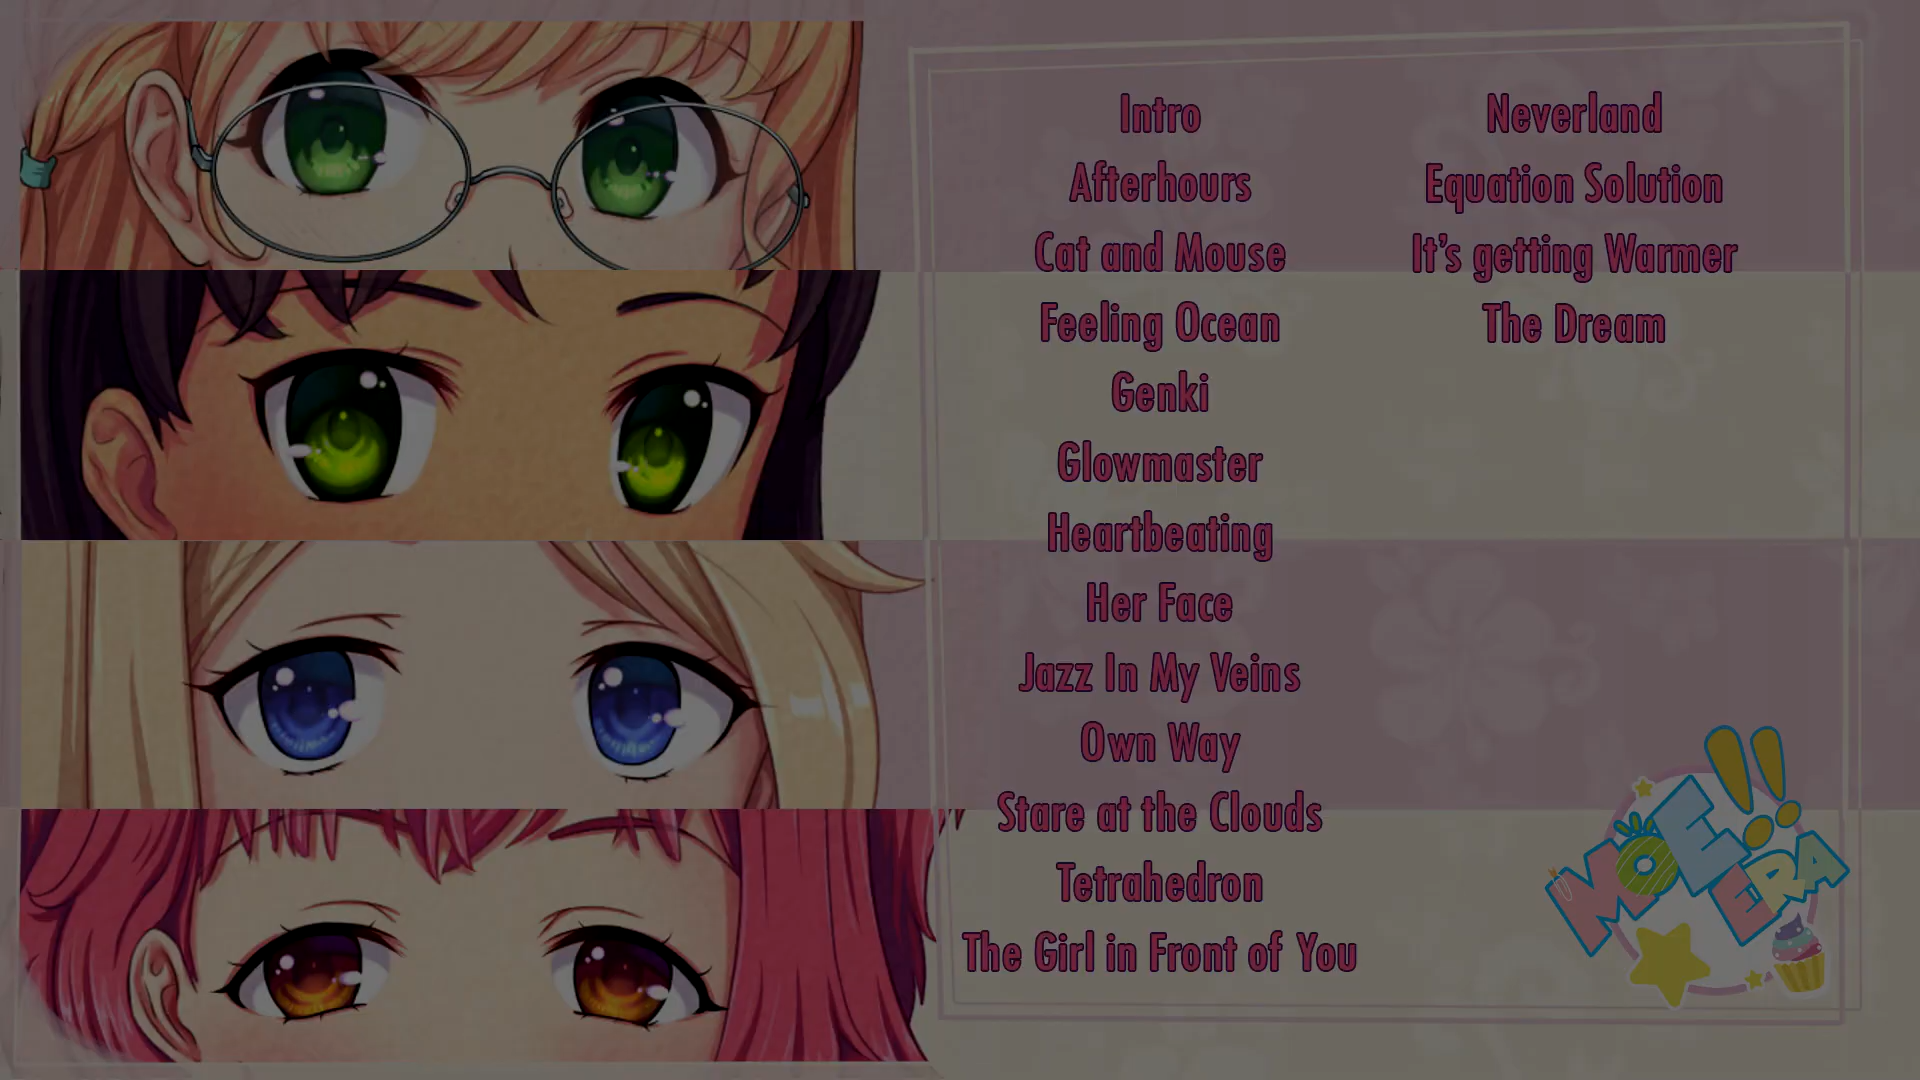 Intro
Afterhours
Cat and Mouse
Feeling Ocean
Genki
Glowmaster
Heartbeating
Her Face
Jazz In My Veins
Own Way
Stare at the Clouds
Tetrahedron
The Girl in Front of You
Neverland
Equation Solution
It’s getting Warmer
The Dream
MOE!!
ERA